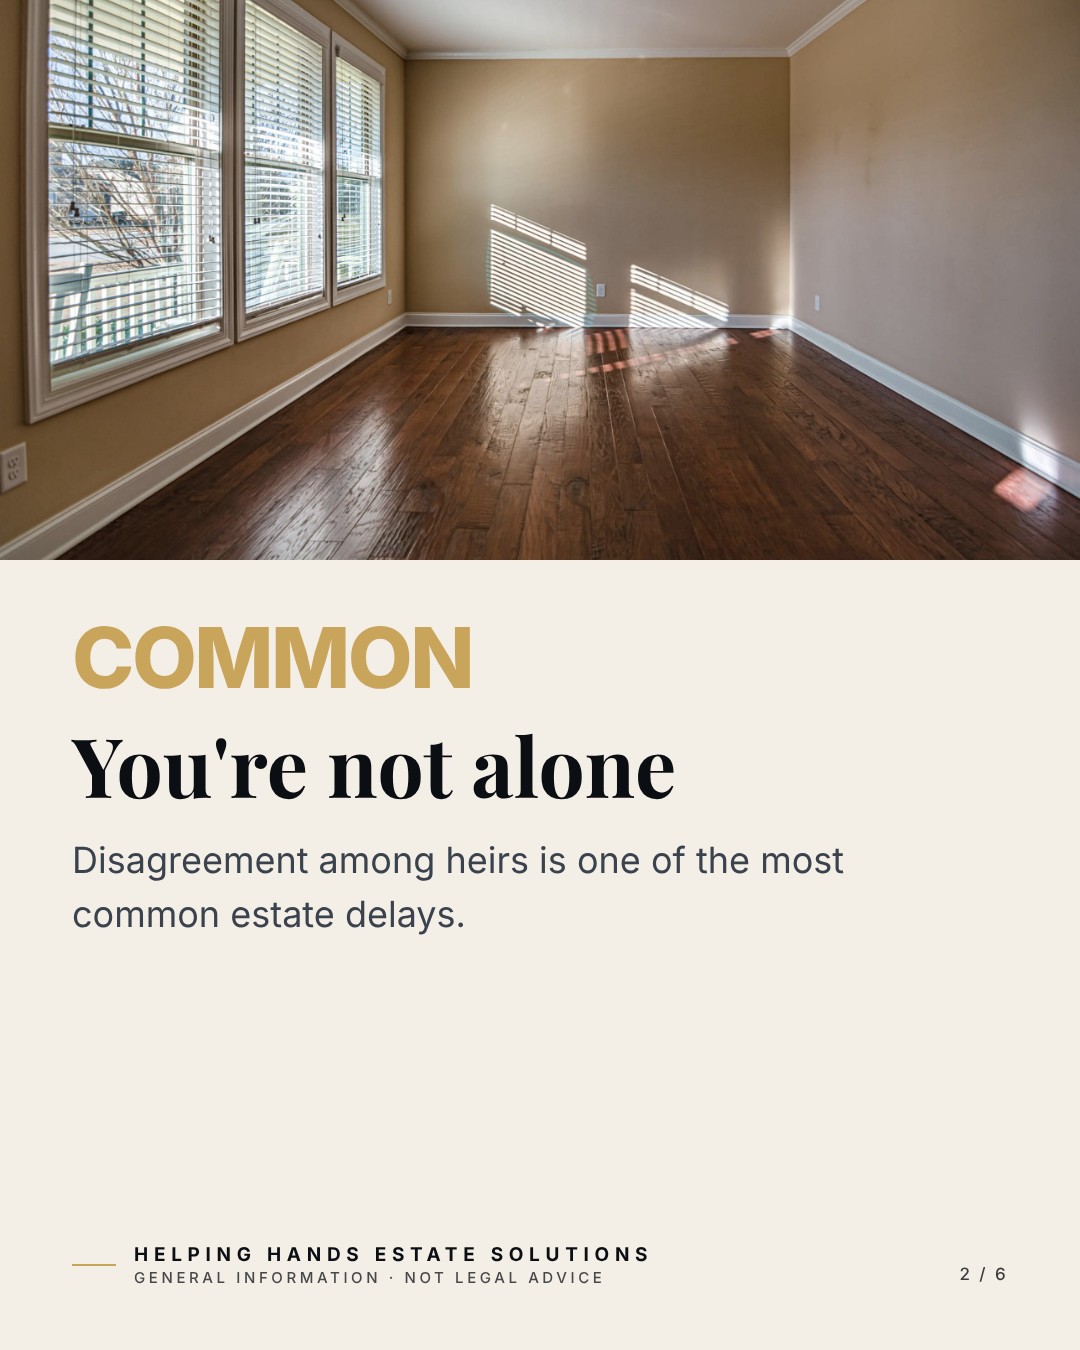 COMMON
You're not alone
Disagreement among heirs is one of the most
common estate delays.
HELPING HANDS ESTATE SOLUTIONS
GENERAL INFORMATION · NOT LEGAL ADVICE
2 / 6